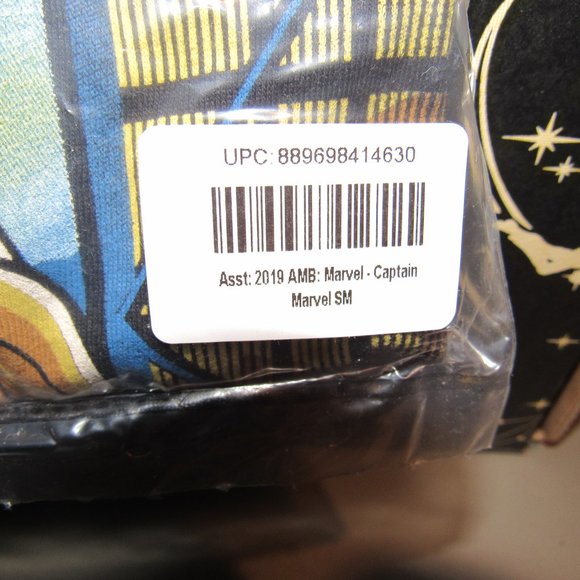 UPC: 889698414630
Asst: 2019 AMB: Marvel - Captain
Marvel SM